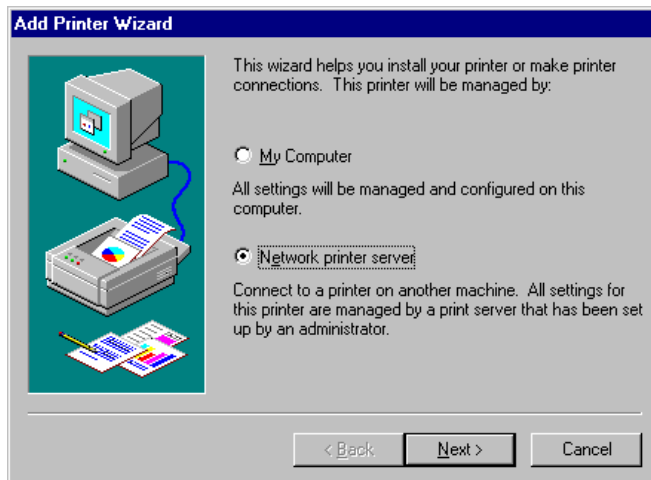 Add Printer Wizard
This wizard helps you install your printer or make printer
connections. This printer will be managed by:
My Computer
All settings will be managed and configured on this
computer.
Network printer server
Connect to a printer on another machine. All settings for
this printer are managed by a print server that has been set
up by an administrator.
< Back Next > Cancel